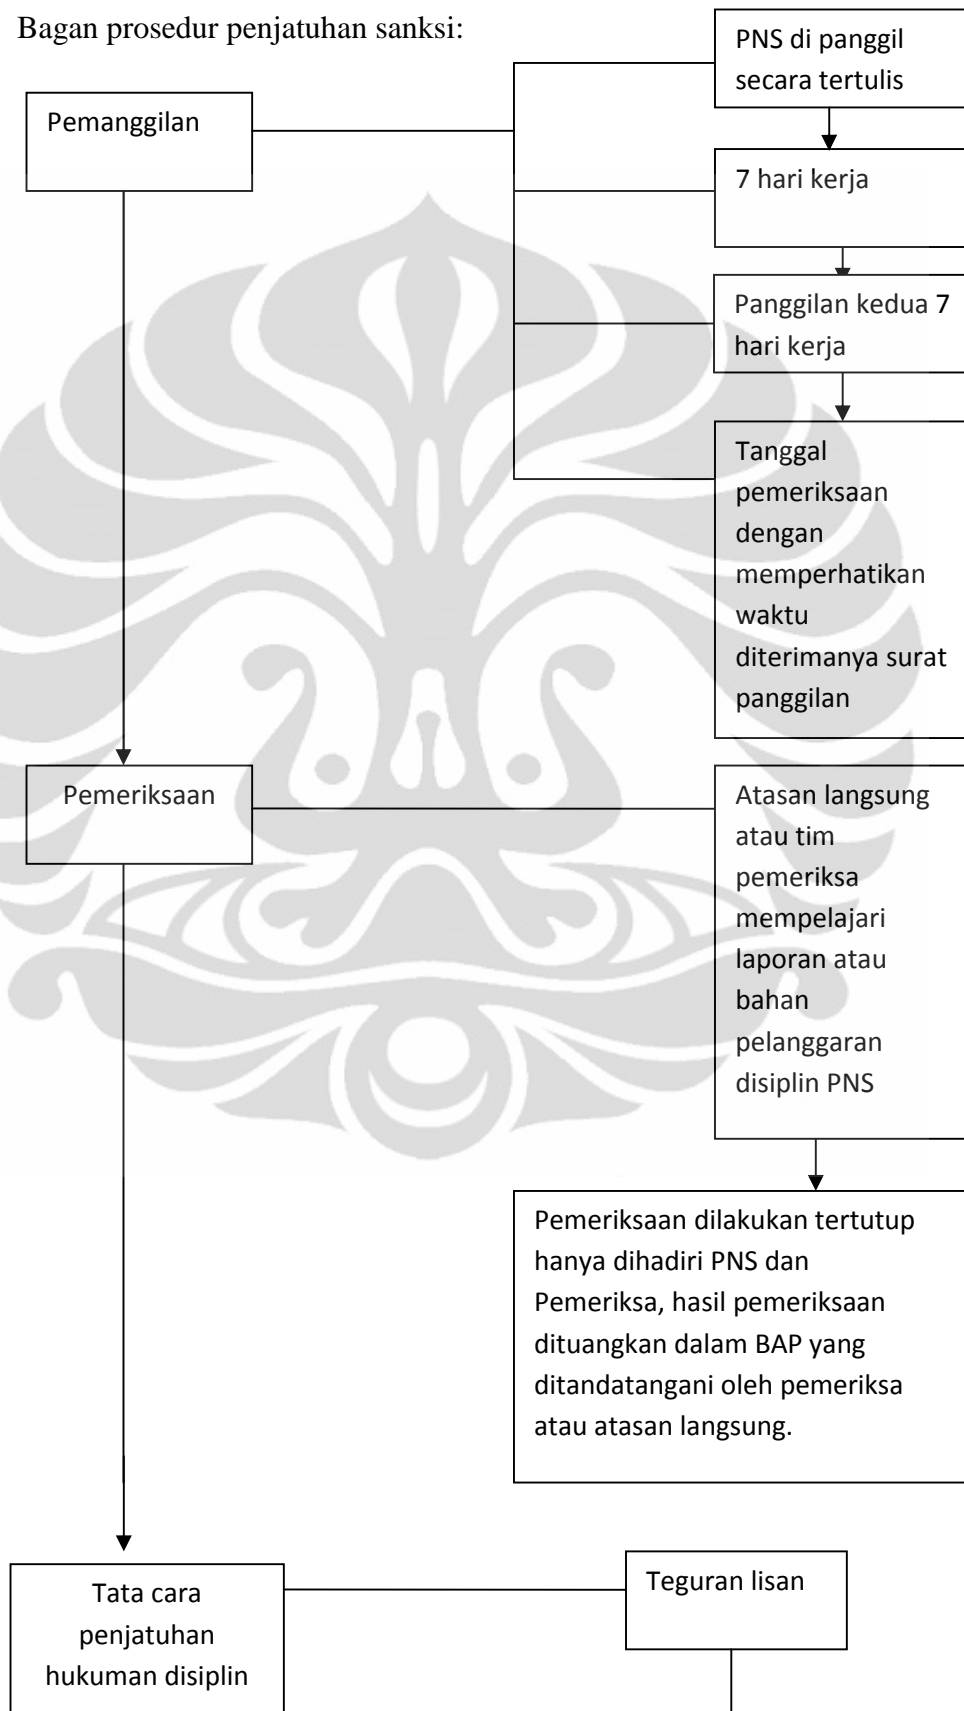 Bagan prosedur penjatuhan sanksi:
PNS di panggil
secara tertulis
Pemanggilan
7 hari kerja
Panggilan kedua 7
hari kerja
Tanggal
pemeriksaan
dengan
memperhatikan
waktu
diterimanya surat
panggilan
Pemeriksaan
Atasan langsung
atau tim
pemeriksa
mempelajari
laporan atau
bahan
pelanggaran
disiplin PNS
Pemeriksaan dilakukan tertutup
hanya dihadiri PNS dan
Pemeriksa, hasil pemeriksaan
dituangkan dalam BAP yang
ditandatangani oleh pemeriksa
atau atasan langsung.
Tata cara
penjatuhan
hukuman disiplin
Teguran lisan